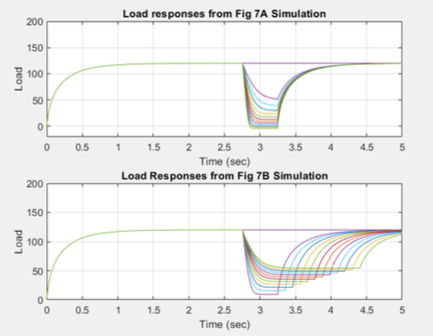 Load responses from Fig 7A Simulation
200
150
100
50
0
Load
0 0.5 1 1.5 2 2.5 3 3.5 4 4.5 5
Time (sec)
Load Responses from Fig 7B Simulation
200
150
100
50
0
Load
0 0.5 1 1.5 2 2.5 3 3.5 4 4.5 5
Time (sec)